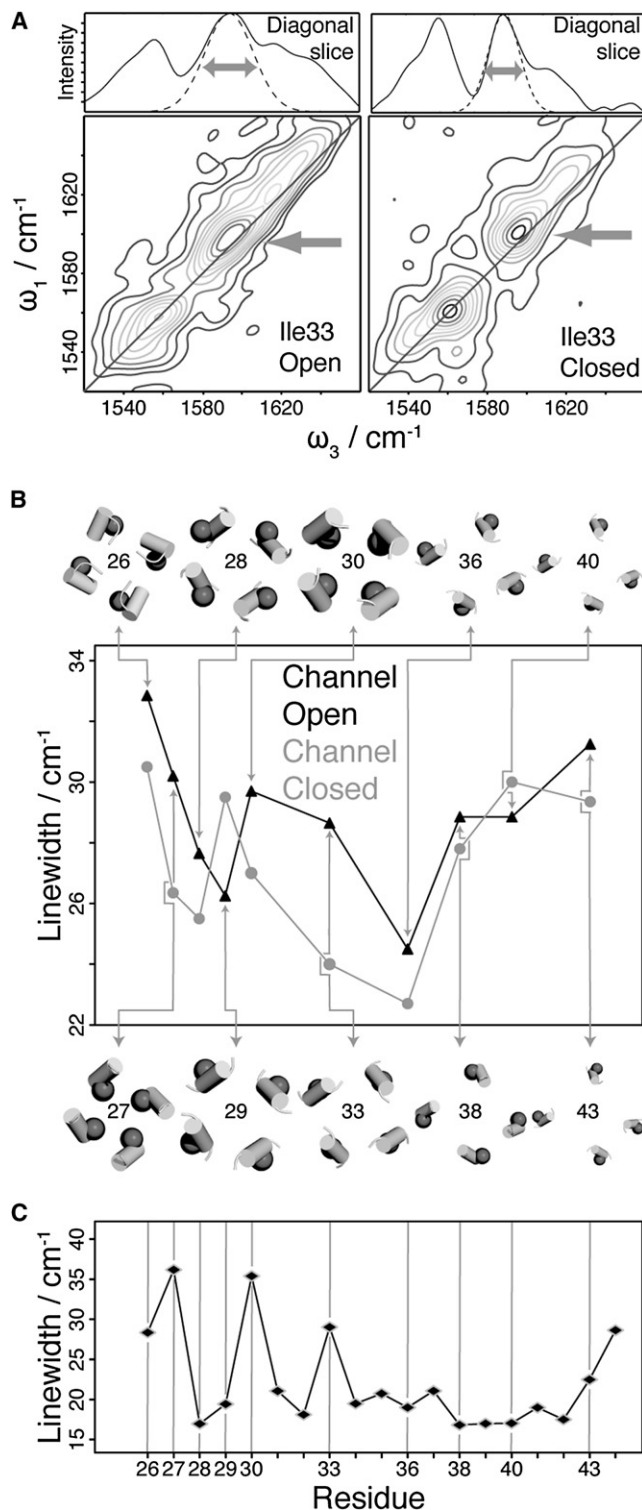 A
Intensity
Diagonal
slice
Diagonal
slice
ω1 / cm-1
1620
1580
1540
Ile33
Open
Ile33
Closed
1540 1580 1620
1540 1580 1620
ω3 / cm-1
B
26 28 30 36 40
Linewidth / cm-1
34
30
26
22
Channel
Open
Channel
Closed
27 29 33 38 43
C
Linewidth / cm-1
40
35
30
25
20
15
26 27 28 29 30 33 36 38 40 43
Residue